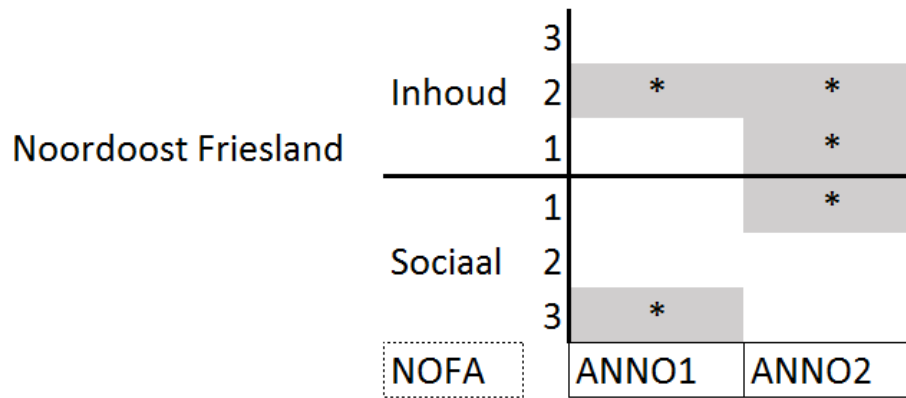 3
Inhoud 2 * *
Noordoost Friesland 1 *
1 *
Sociaal 2
3 *
NOFA ANNO1 ANNO2